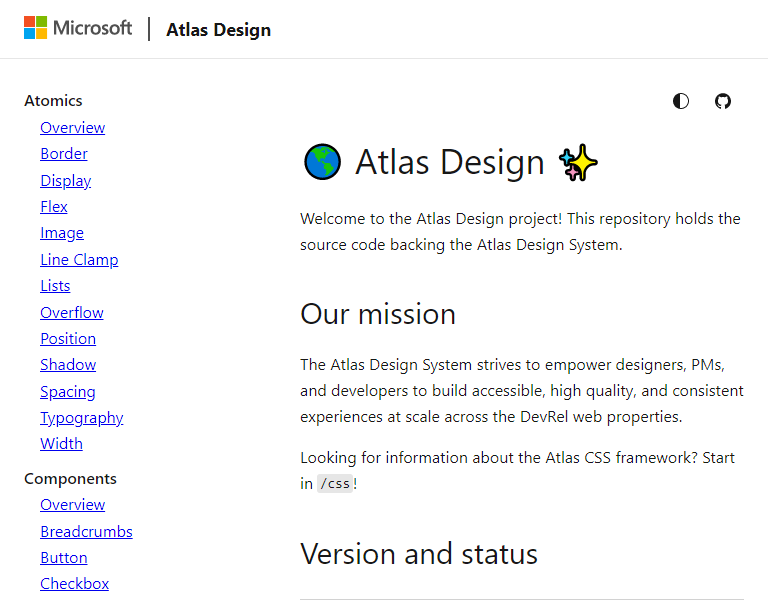 Microsoft | Atlas Design
Atomics
Overview
Border
Display
Flex
Image
Line Clamp
Lists
Overflow
Position
Shadow
Spacing
Typography
Width
Components
Overview
Breadcrumbs
Button
Checkbox
🌎 Atlas Design ✨
Welcome to the Atlas Design project! This repository holds the
source code backing the Atlas Design System.
Our mission
The Atlas Design System strives to empower designers, PMs,
and developers to build accessible, high quality, and consistent
experiences at scale across the DevRel web properties.
Looking for information about the Atlas CSS framework? Start
in /css!
Version and status